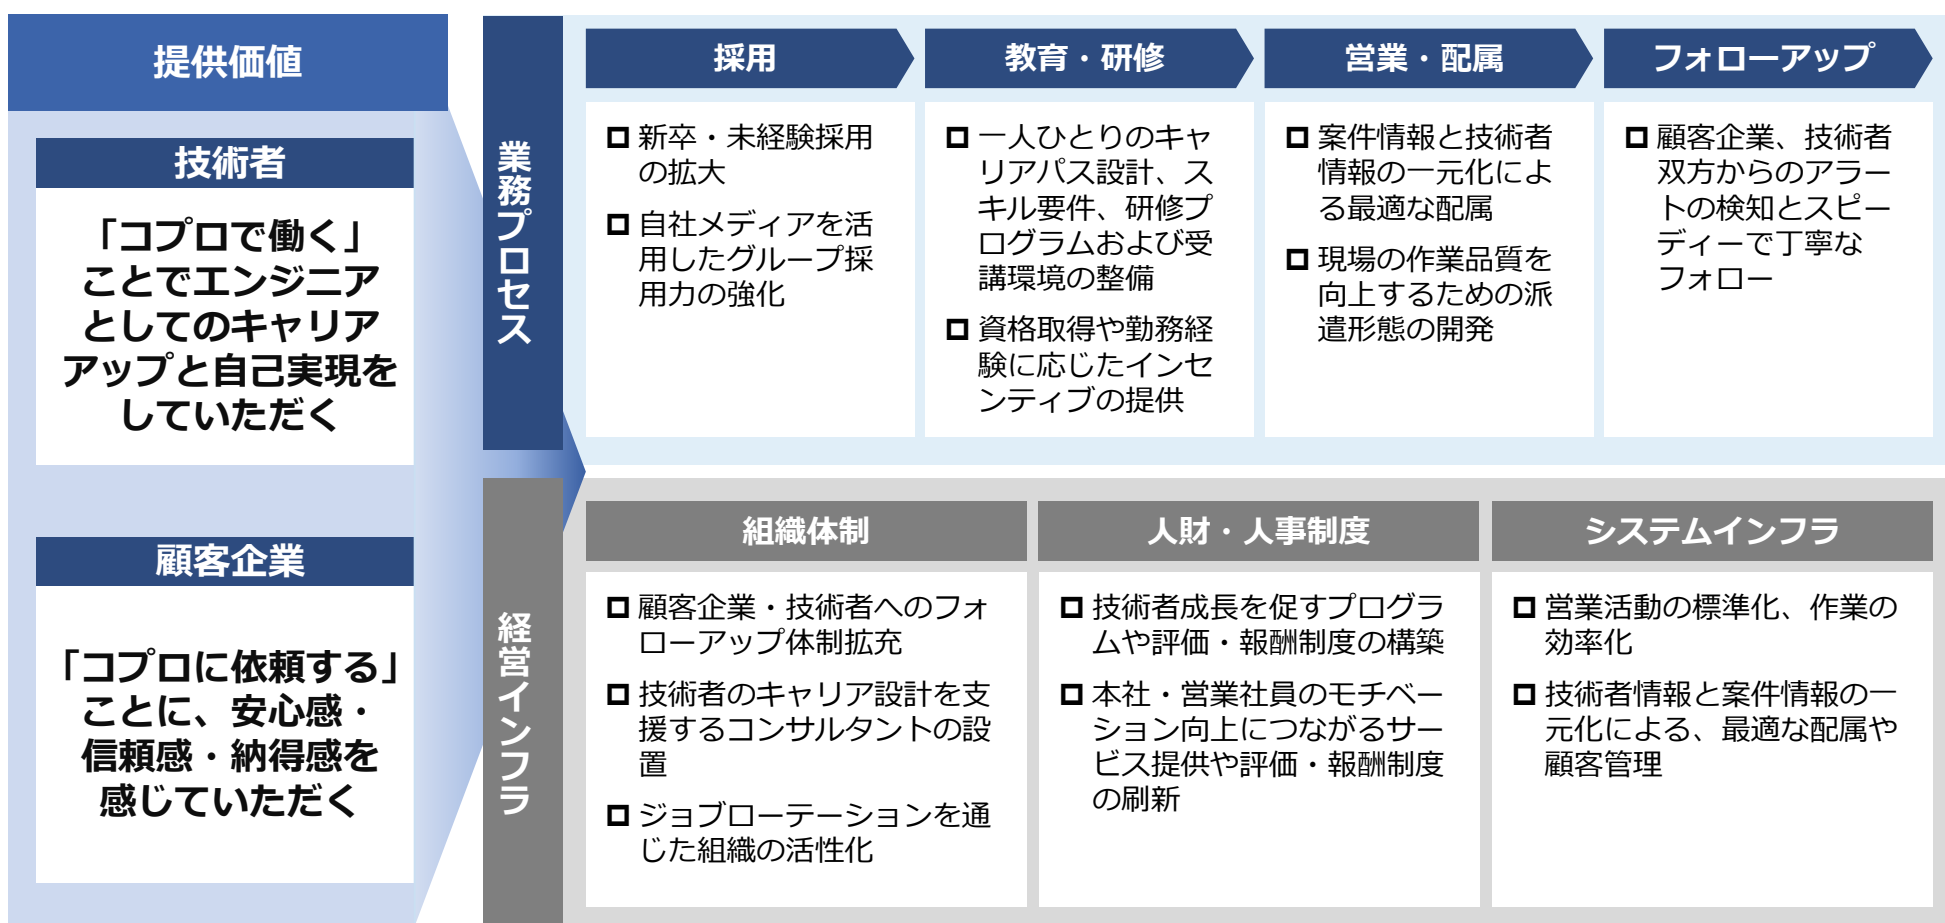 提供価値
技術者
「コプロで働く」
ことでエンジニア
としてのキャリア
アップと自己実現を
していただく
顧客企業
「コプロに依頼する」
ことに、安心感・
信頼感・納得感を
感じていただく
業務プロセス
採用
新卒・未経験採用
の拡大
自社メディアを活
用したグループ採
用力の強化
教育・研修
一人ひとりのキャ
リアパス設計、ス
キル要件、研修プ
ログラムおよび受
講環境の整備
資格取得や勤務経
験に応じたインセ
ンティブの提供
営業・配属
案件情報と技術者
情報の一元化によ
る最適な配属
現場の作業品質を
向上するための派
遣形態の開発
フォローアップ
顧客企業、技術者
双方からのアラー
トの検知とスピー
ディーで丁寧な
フォロー
経営インフラ
組織体制
顧客企業・技術者へのフォ
ローアップ体制拡充
技術者のキャリア設計を支
援するコンサルタントの設
置
ジョブローテーションを通
じた組織の活性化
人財・人事制度
技術者成長を促すプログラ
ムや評価・報酬制度の構築
本社・営業社員のモチベー
ション向上につながるサー
ビス提供や評価・報酬制度
の刷新
システムインフラ
営業活動の標準化、作業の
効率化
技術者情報と案件情報の一
元化による、最適な配属や
顧客管理